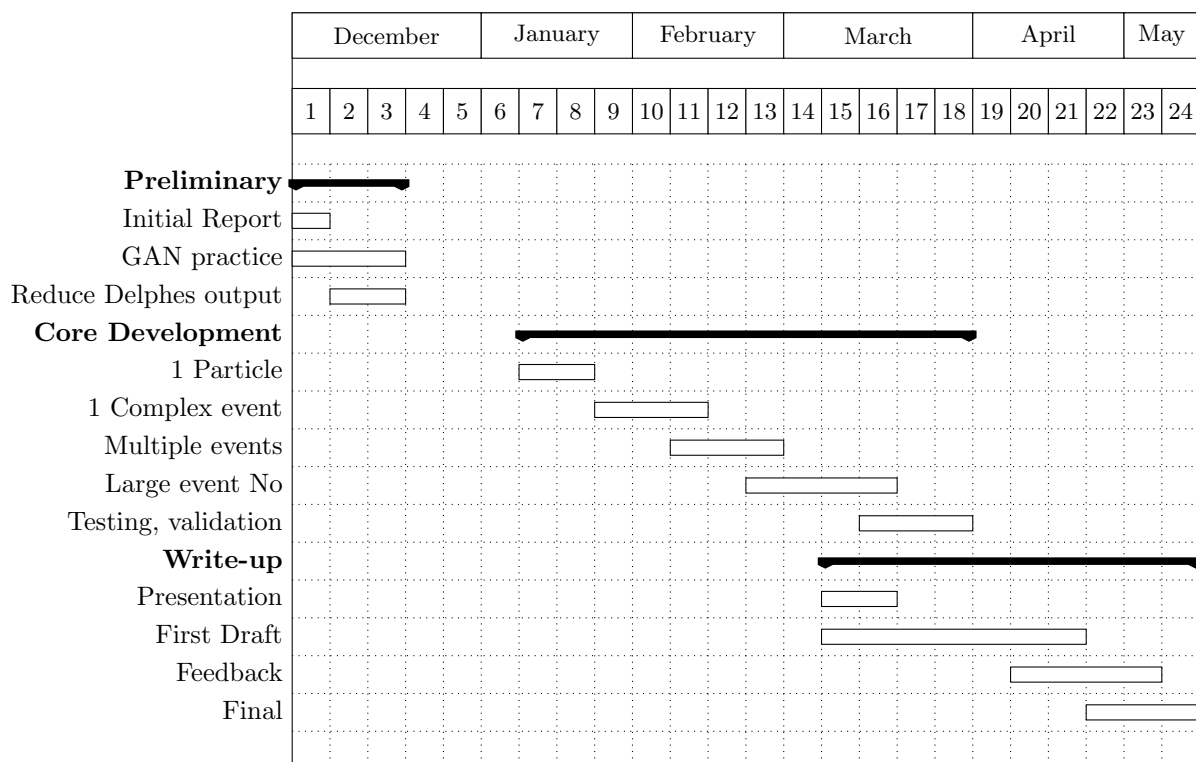 December January February March April May
1 2 3 4 5 6 7 8 9 10 11 12 13 14 15 16 17 18 19 20 21 22 23 24
Preliminary
Initial Report
GAN practice
Reduce Delphes output
Core Development
1 Particle
1 Complex event
Multiple events
Large event No
Testing, validation
Write-up
Presentation
First Draft
Feedback
Final